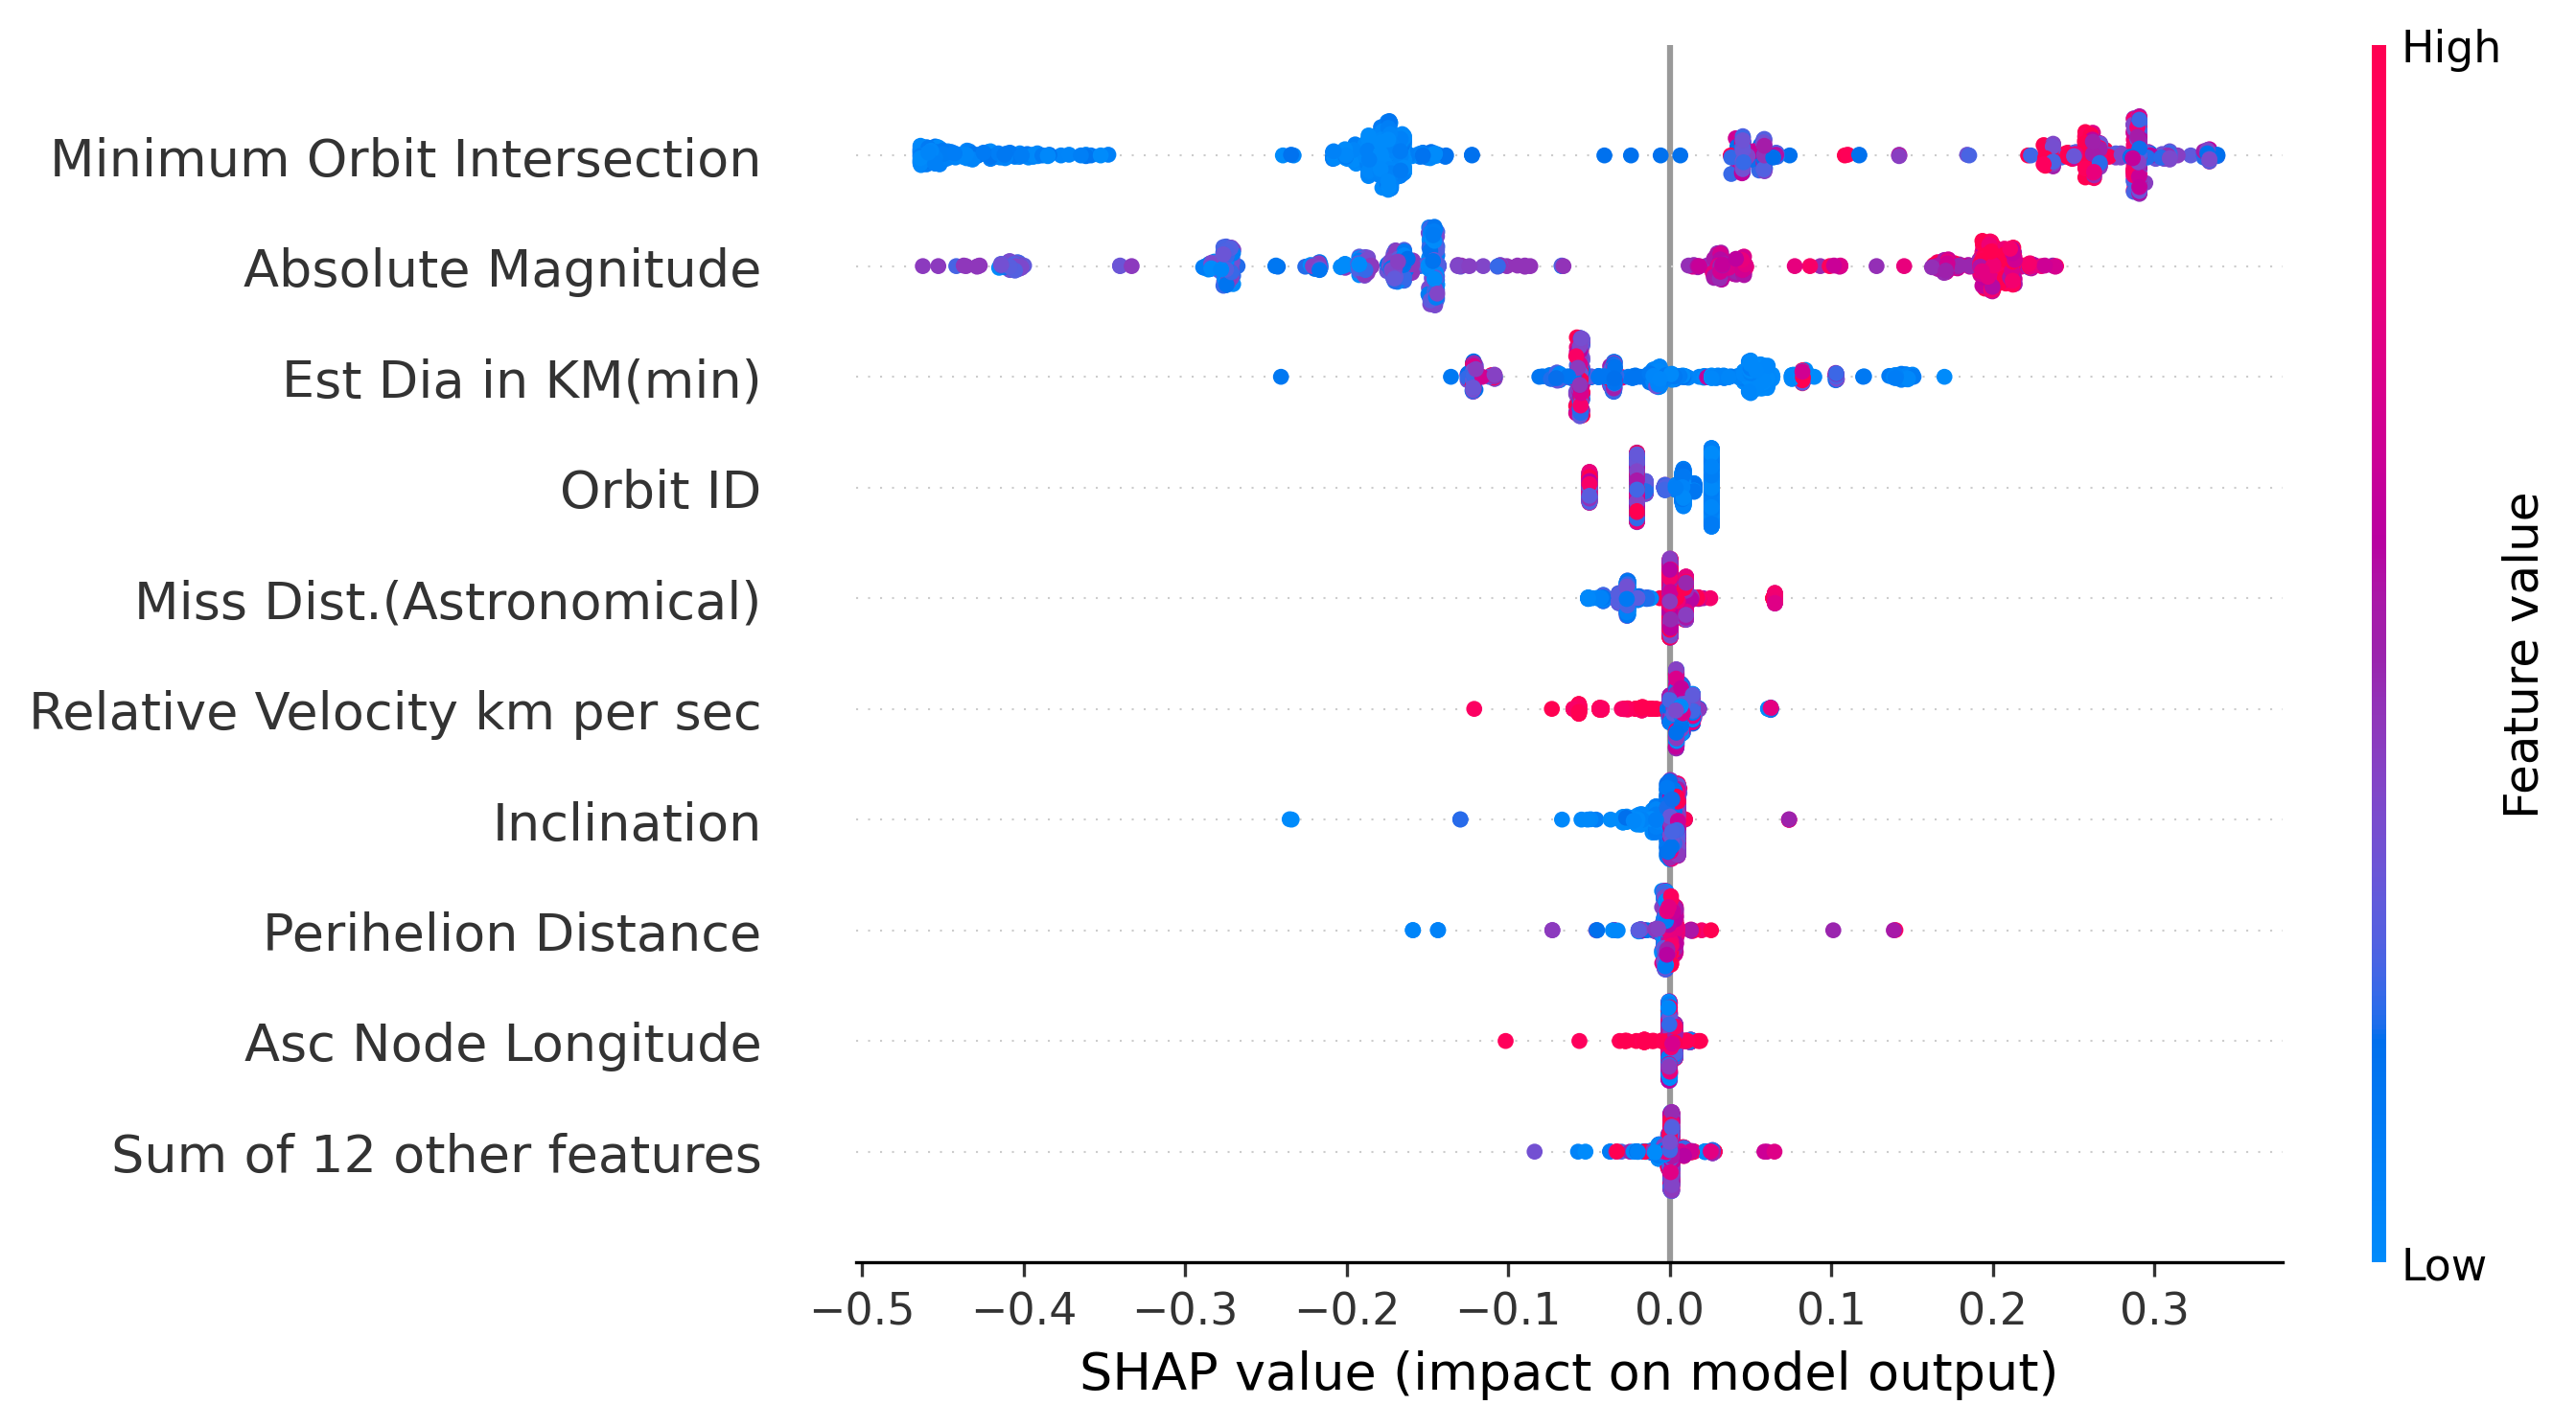 High
Minimum Orbit Intersection
Absolute Magnitude
Est Dia in KM(min)
Orbit ID
Miss Dist.(Astronomical)
Relative Velocity km per sec
Inclination
Perihelion Distance
Asc Node Longitude
Sum of 12 other features
Feature value
Low
−0.5 −0.4 −0.3 −0.2 −0.1 0.0 0.1 0.2 0.3
SHAP value (impact on model output)